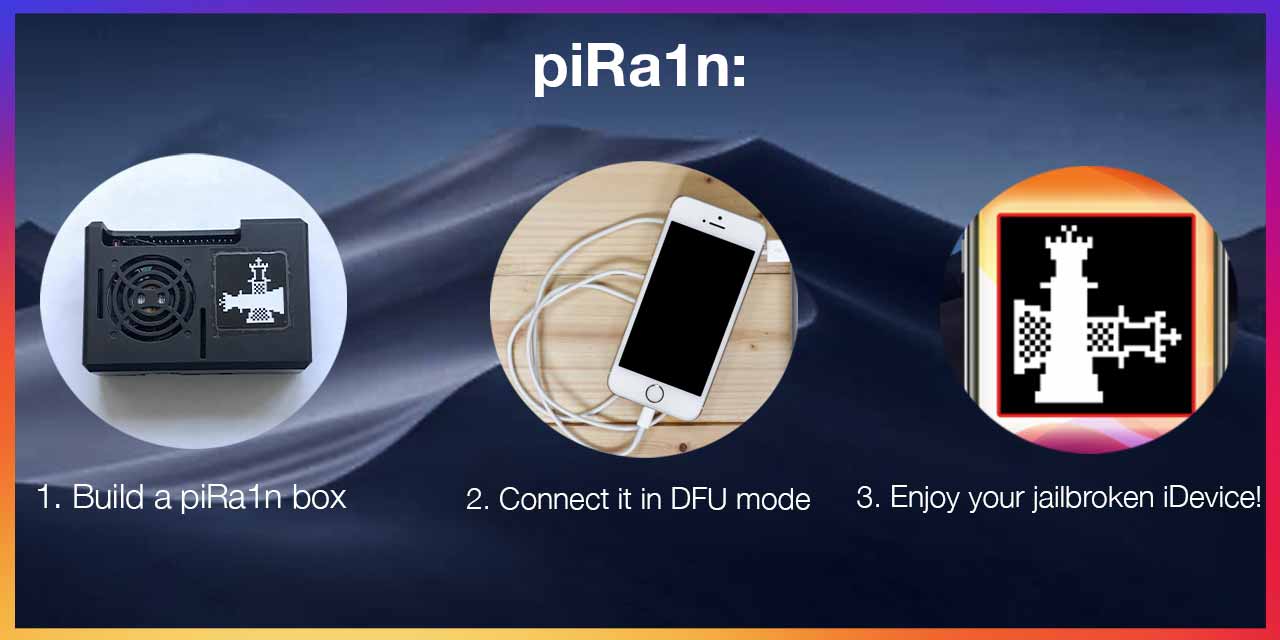 piRa1n:
1. Build a piRa1n box
2. Connect it in DFU mode
3. Enjoy your jailbroken iDevice!